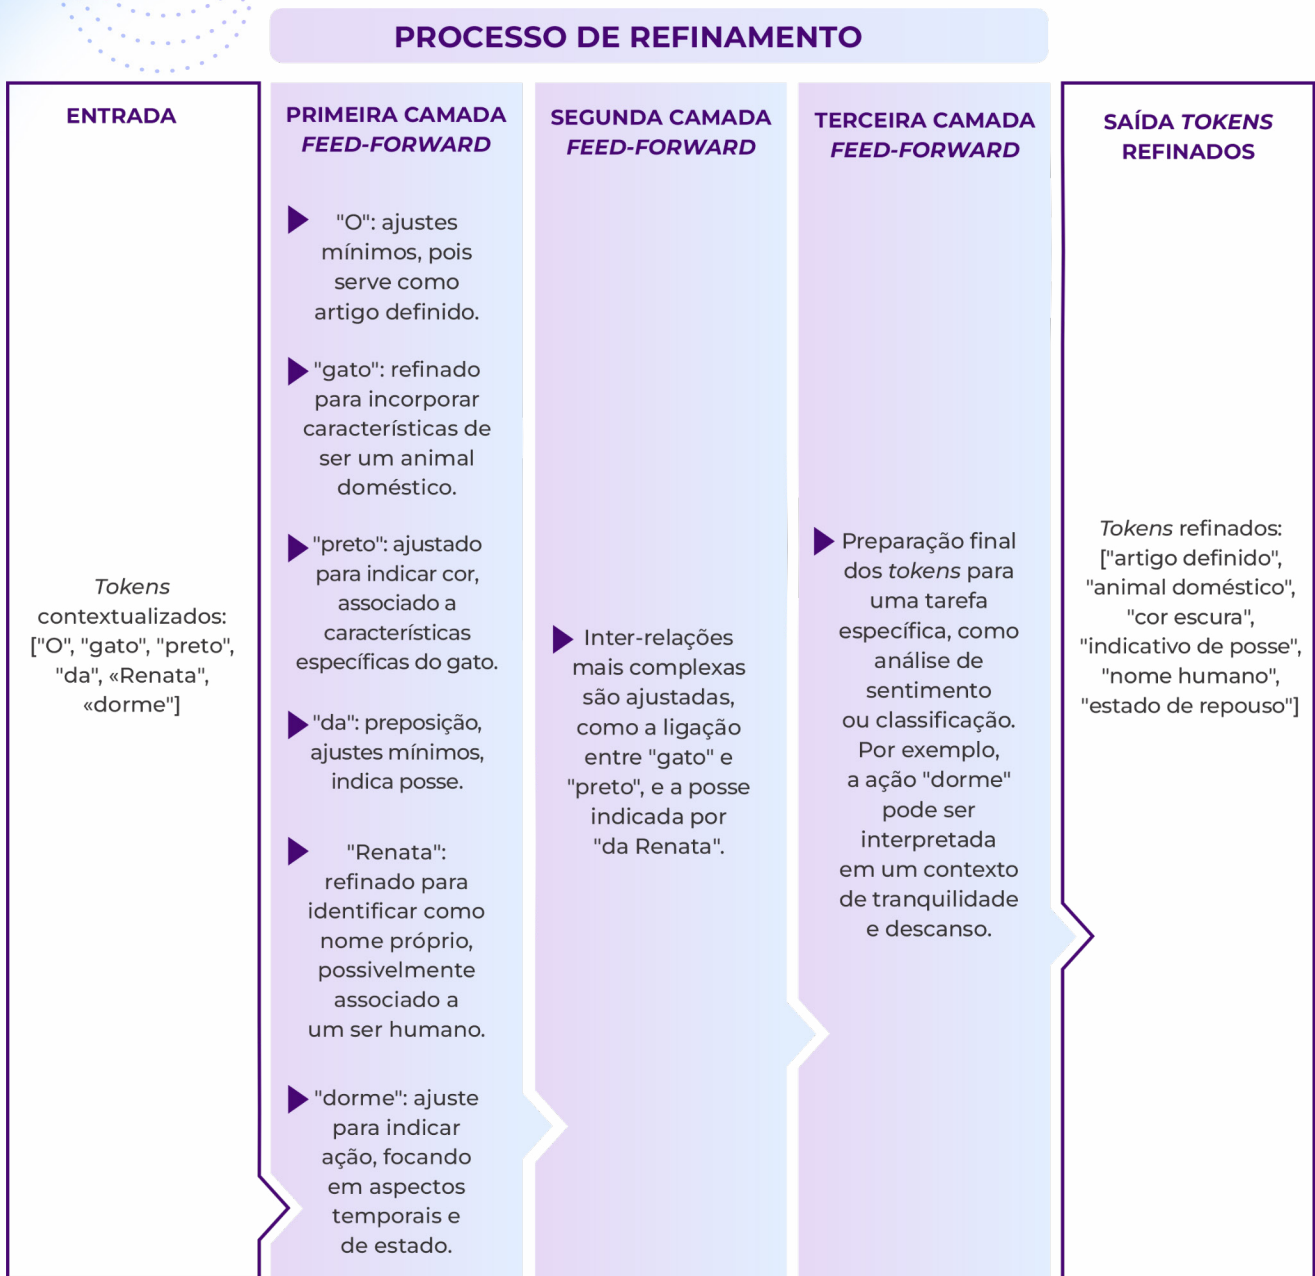 PROCESSO DE REFINAMENTO
ENTRADA
Tokens
contextualizados:
["O", "gato", "preto",
"da", «Renata",
«dorme"]
PRIMEIRA CAMADA
FEED-FORWARD
"O": ajustes
mínimos, pois
serve como
artigo definido.
"gato": refinado
para incorporar
características de
ser um animal
doméstico.
"preto": ajustado
para indicar cor,
associado a
características
específicas do gato.
"da": preposição,
ajustes mínimos,
indica posse.
"Renata":
refinado para
identificar como
nome próprio,
possivelmente
associado a
um ser humano.
"dorme": ajuste
para indicar
ação, focando
em aspectos
temporais e
de estado.
SEGUNDA CAMADA
FEED-FORWARD
Inter-relações
mais complexas
são ajustadas,
como a ligação
entre "gato" e
"preto", e a posse
indicada por
"da Renata".
TERCEIRA CAMADA
FEED-FORWARD
Preparação final
dos tokens para
uma tarefa
específica, como
análise de
sentimento
ou classificação.
Por exemplo,
a ação "dorme"
pode ser
interpretada
em um contexto
de tranquilidade
e descanso.
SAÍDA TOKENS
REFINADOS
Tokens refinados:
["artigo definido",
"animal doméstico",
"cor escura",
"indicativo de posse",
"nome humano",
"estado de repouso"]